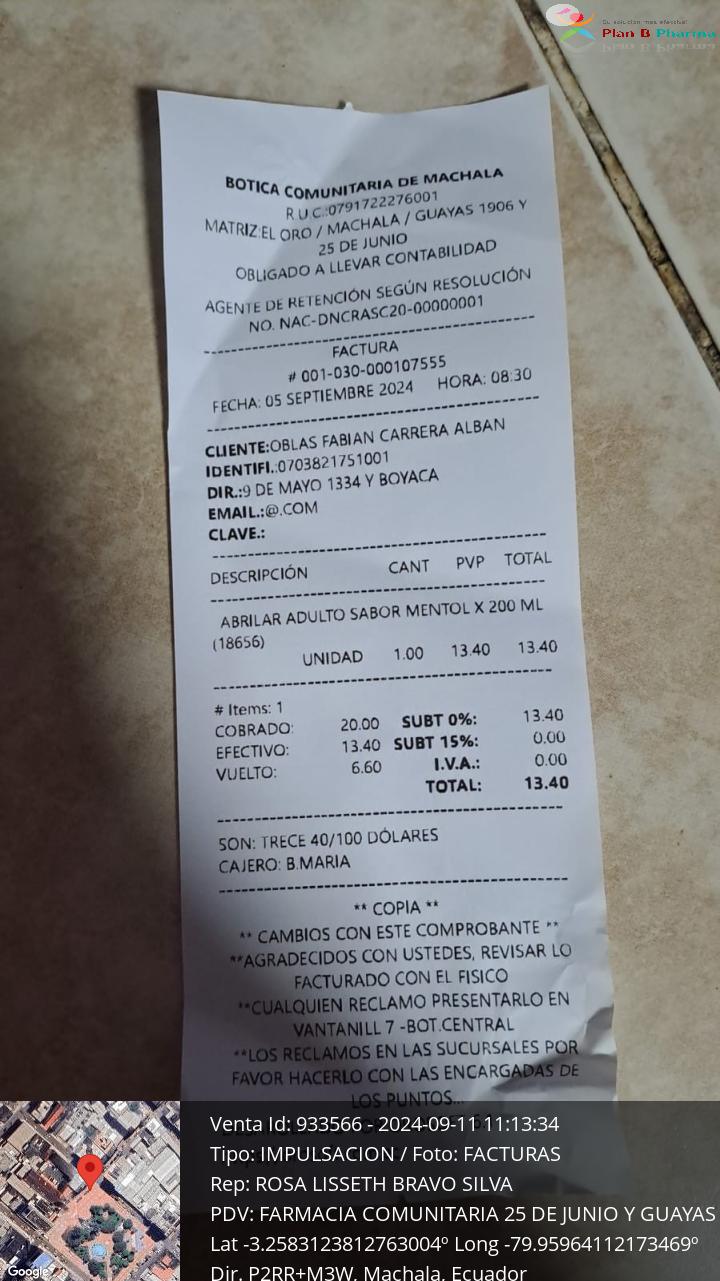 Su solución mas efectiva!
Plan B Pharma
BOTICA COMUNITARIA DE MACHALA
R.U.C.:0791722276001
MATRIZ:EL ORO / MACHALA / GUAYAS 1906 Y
25 DE JUNIO
OBLIGADO A LLEVAR CONTABILIDAD
AGENTE DE RETENCIÓN SEGÚN RESOLUCIÓN
NO. NAC-DNCRASC20-00000001
FACTURA
# 001-030-000107555
FECHA: 05 SEPTIEMBRE 2024 HORA: 08:30
CLIENTE:OBLAS FABIAN CARRERA ALBAN
IDENTIFI.:0703821751001
DIR.:9 DE MAYO 1334 Y BOYACA
EMAIL.:@.COM
CLAVE.:
DESCRIPCIÓN CANT PVP TOTAL
ABRILAR ADULTO SABOR MENTOL X 200 ML
(18656)
UNIDAD 1.00 13.40 13.40
# Items: 1
COBRADO: 20.00 SUBT 0%: 13.40
EFECTIVO: 13.40 SUBT 15%: 0.00
VUELTO: 6.60 I.V.A.: 0.00
TOTAL: 13.40
SON: TRECE 40/100 DÓLARES
CAJERO: B.MARIA
** COPIA **
** CAMBIOS CON ESTE COMPROBANTE **
**AGRADECIDOS CON USTEDES, REVISAR LO
FACTURADO CON EL FISICO
**CUALQUIEN RECLAMO PRESENTARLO EN
VANTANILL 7 -BOT.CENTRAL
**LOS RECLAMOS EN LAS SUCURSALES POR
FAVOR HACERLO CON LAS ENCARGADAS DE
LOS PUNTOS...
Venta Id: 933566 - 2024-09-11 11:13:34
Tipo: IMPULSACION / Foto: FACTURAS
Rep: ROSA LISSETH BRAVO SILVA
PDV: FARMACIA COMUNITARIA 25 DE JUNIO Y GUAYAS
Lat -3.2583123812763004º Long -79.95964112173469º
Dir. P2RR+M3W, Machala, Ecuador
Google